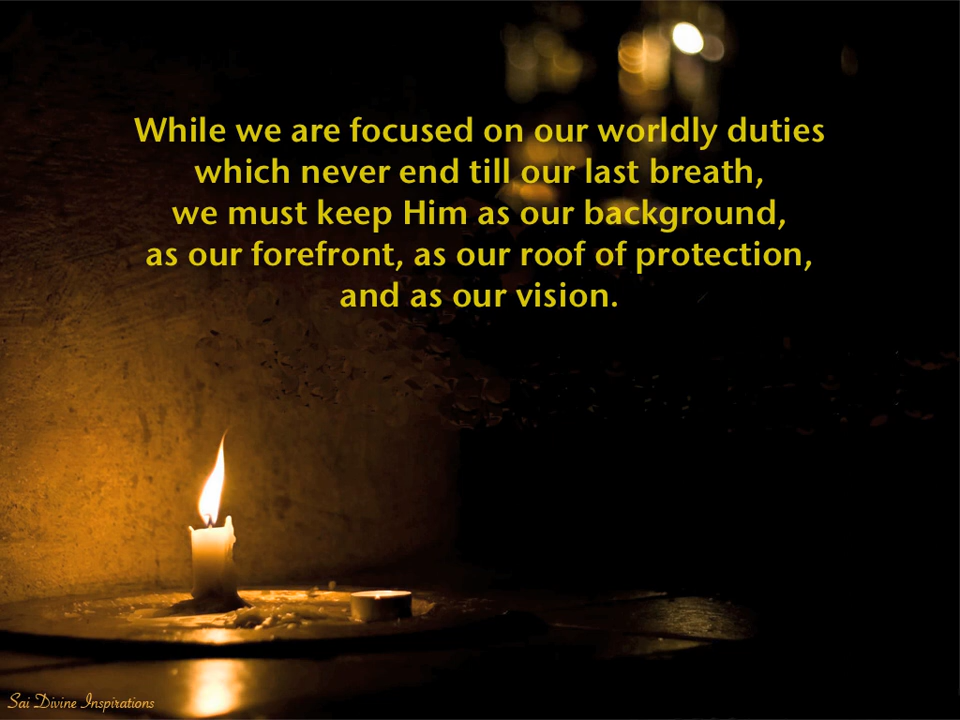 While we are focused on our worldly duties
which never end till our last breath,
we must keep Him as our background,
as our forefront, as our roof of protection,
and as our vision.
Sai Divine Inspirations